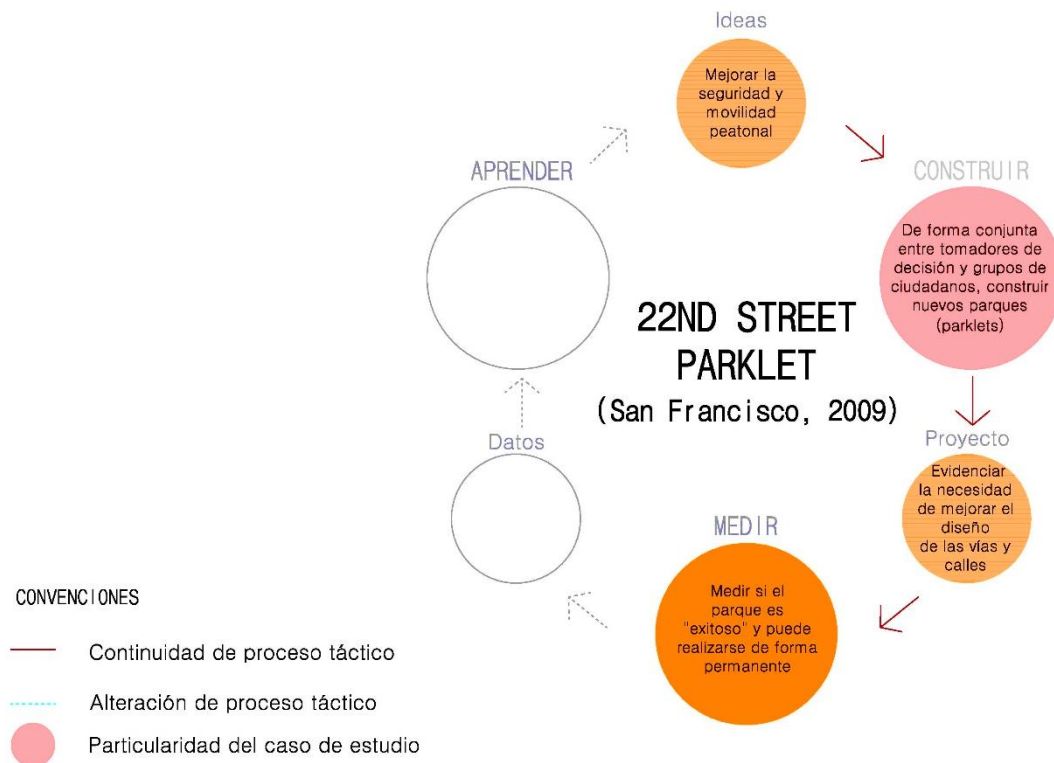 Ideas
Mejorar la
seguridad y
movilidad
peatonal
APRENDER
CONSTRUIR
De forma conjunta
entre tomadores de
decisión y grupos de
ciudadanos, construir
nuevos parques
(parklets)
22ND STREET
PARKLET
(San Francisco, 2009)
Datos
Proyecto
Evidenciar
la necesidad
de mejorar el
diseño
de las vías y
calles
MEDIR
Medir si el
parque es
"exitoso" y puede
realizarse de forma
permanente
CONVENCIONES
Continuidad de proceso táctico
Alteración de proceso táctico
Particularidad del caso de estudio